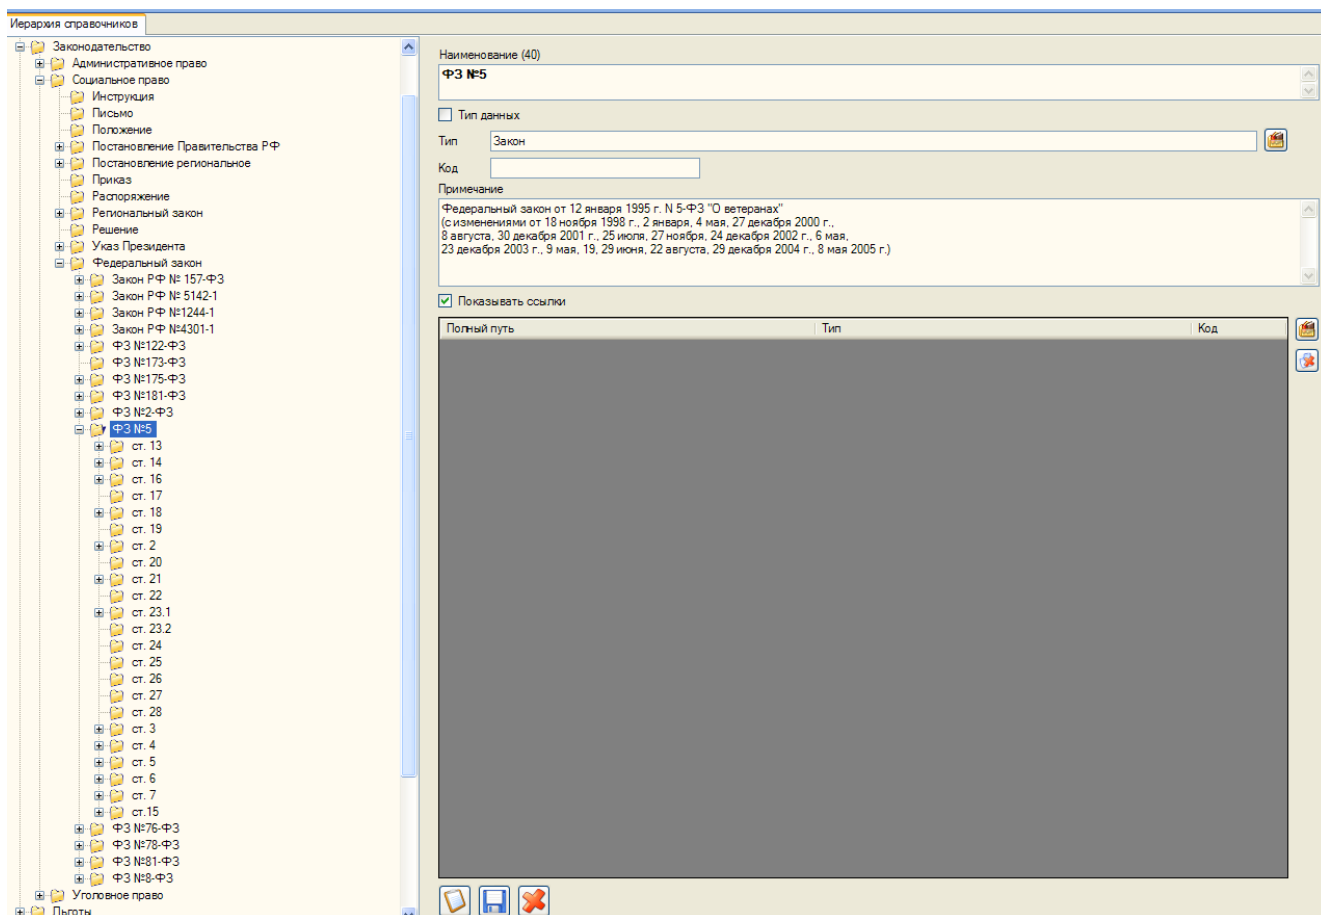 Иерархия справочников
Законодательство
Административное право
Социальное право
Инструкция
Письмо
Положение
Постановление Правительства РФ
Постановление региональное
Приказ
Распоряжение
Региональный закон
Решение
Указ Президента
Федеральный закон
Закон РФ № 157-ФЗ
Закон РФ № 5142-1
Закон РФ №1244-1
Закон РФ №4301-1
ФЗ №122-ФЗ
ФЗ №173-ФЗ
ФЗ №175-ФЗ
ФЗ №181-ФЗ
ФЗ №2-ФЗ
ФЗ №5
ст. 13
ст. 14
ст. 16
ст. 17
ст. 18
ст. 19
ст. 2
ст. 20
ст. 21
ст. 22
ст. 23.1
ст. 23.2
ст. 24
ст. 25
ст. 26
ст. 27
ст. 28
ст. 3
ст. 4
ст. 5
ст. 6
ст. 7
ст.15
ФЗ №76-ФЗ
ФЗ №78-ФЗ
ФЗ №81-ФЗ
ФЗ №8-ФЗ
Уголовное право
Льготы
Наименование (40)
ФЗ №5
Тип данных
Тип Закон
Код
Примечание
Федеральный закон от 12 января 1995 г. N 5-ФЗ "О ветеранах"
(с изменениями от 18 ноября 1998 г., 2 января, 4 мая, 27 декабря 2000 г.,
8 августа, 30 декабря 2001 г., 25 июля, 27 ноября, 24 декабря 2002 г., 6 мая,
23 декабря 2003 г., 9 мая, 19, 29 июня, 22 августа, 29 декабря 2004 г., 8 мая 2005 г.)
Показывать ссылки
Полный путь Тип Код